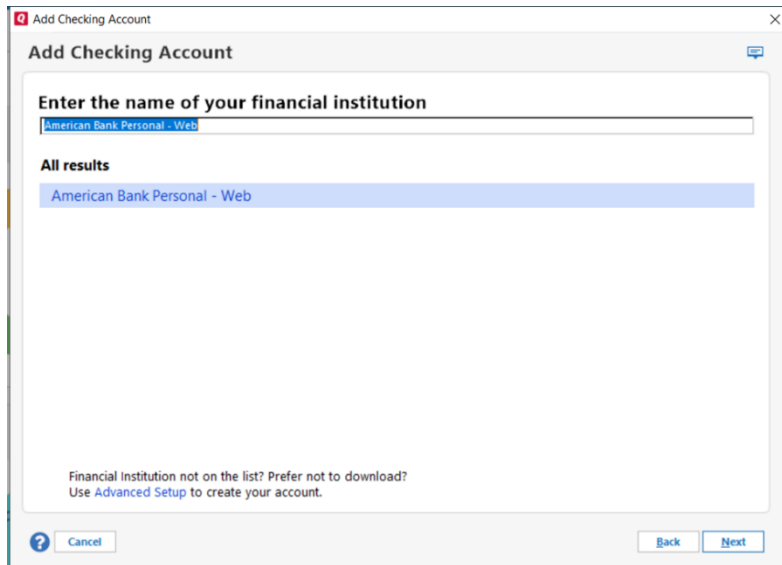 Add Checking Account
Add Checking Account
Enter the name of your financial institution
American Bank Personal - Web
All results
American Bank Personal - Web
Financial Institution not on the list? Prefer not to download?
Use Advanced Setup to create your account.
? Cancel Back Next